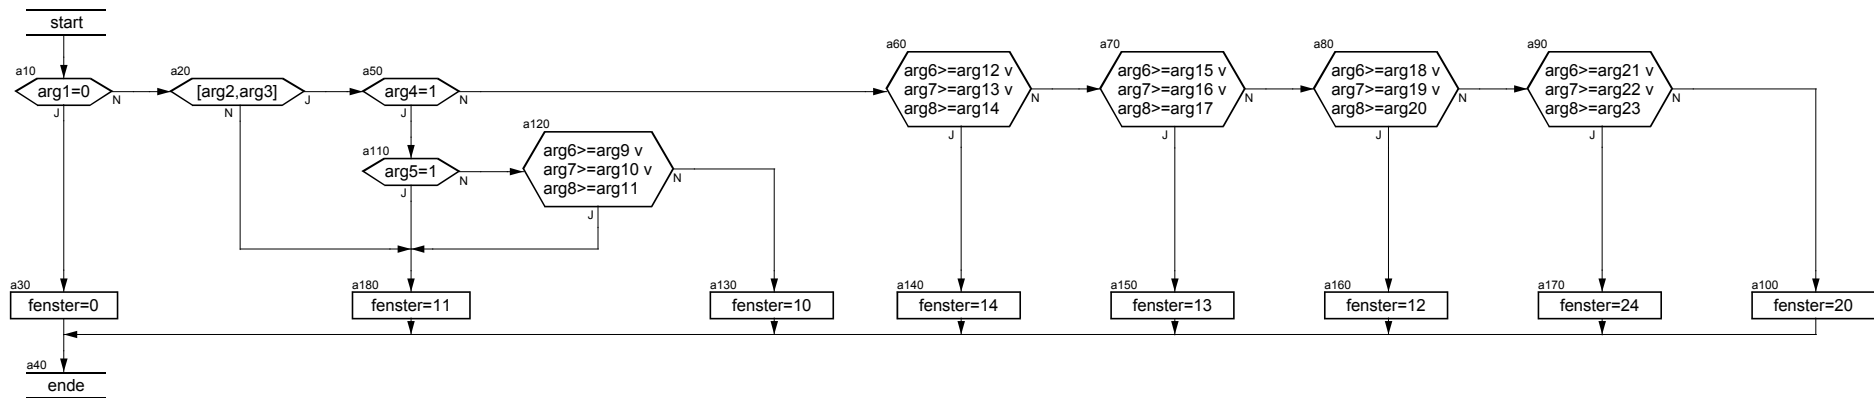 start
a10
arg1=0
N
J
a20
[arg2,arg3]
J
N
a50
arg4=1
N
J
a60
arg6>=arg12 v
arg7>=arg13 v
arg8>=arg14
N
J
a70
arg6>=arg15 v
arg7>=arg16 v
arg8>=arg17
N
J
a80
arg6>=arg18 v
arg7>=arg19 v
arg8>=arg20
N
J
a90
arg6>=arg21 v
arg7>=arg22 v
arg8>=arg23
N
J
a110
arg5=1
N
J
a120
arg6>=arg9 v
arg7>=arg10 v
arg8>=arg11
N
J
a30
fenster=0
a180
fenster=11
a130
fenster=10
a140
fenster=14
a150
fenster=13
a160
fenster=12
a170
fenster=24
a100
fenster=20
a40
ende